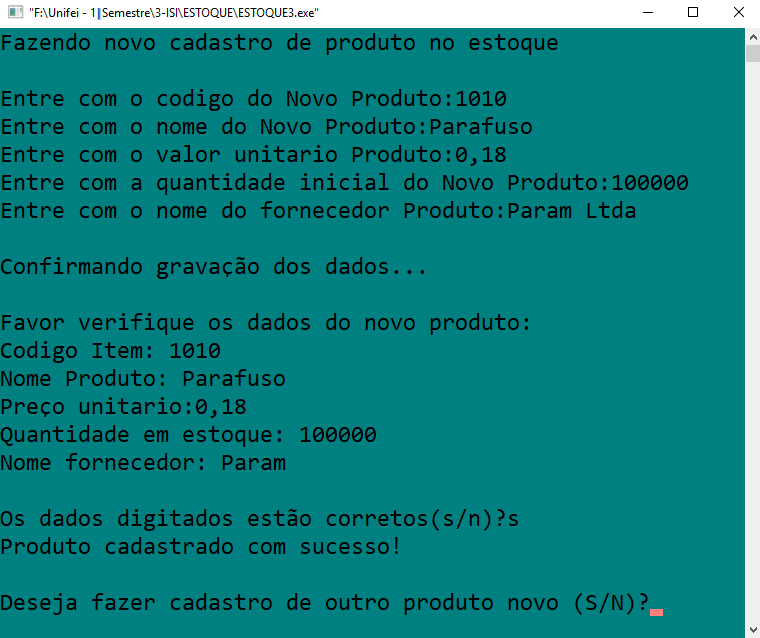 "F:\Unifei - 1║Semestre\3-ISI\ESTOQUE\ESTOQUE3.exe"
Fazendo novo cadastro de produto no estoque
Entre com o codigo do Novo Produto:1010
Entre com o nome do Novo Produto:Parafuso
Entre com o valor unitario Produto:0,18
Entre com a quantidade inicial do Novo Produto:100000
Entre com o nome do fornecedor Produto:Param Ltda
Confirmando gravação dos dados...
Favor verifique os dados do novo produto:
Codigo Item: 1010
Nome Produto: Parafuso
Preço unitario:0,18
Quantidade em estoque: 100000
Nome fornecedor: Param
Os dados digitados estão corretos(s/n)?s
Produto cadastrado com sucesso!
Deseja fazer cadastro de outro produto novo (S/N)?